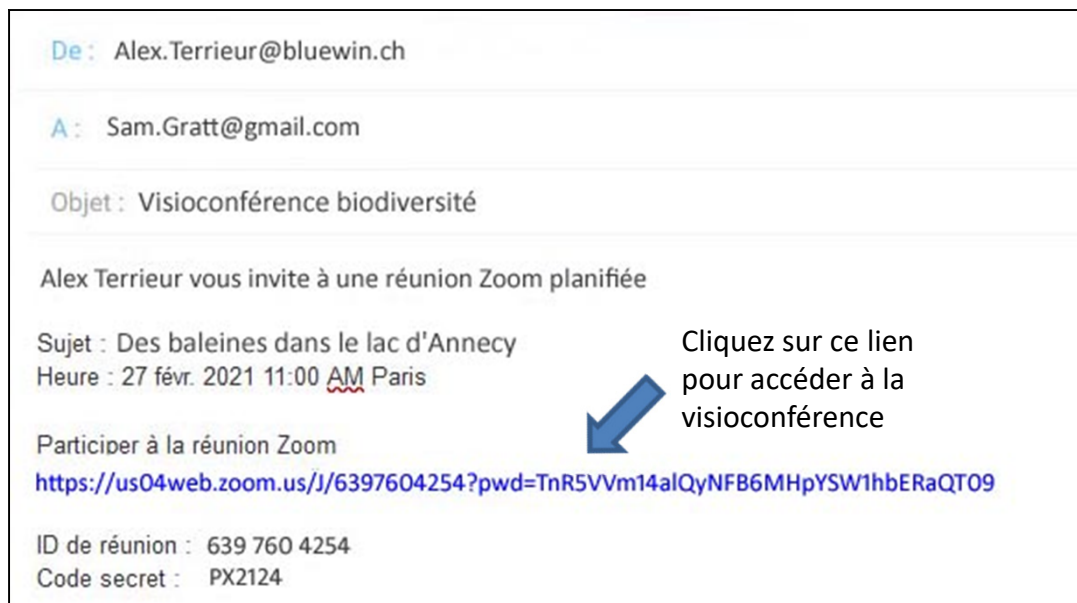 De : Alex.Terrieur@bluewin.ch
A : Sam.Gratt@gmail.com
Objet : Visioconférence biodiversité
Alex Terrieur vous invite à une réunion Zoom planifiée
Sujet : Des baleines dans le lac d'Annecy
Heure : 27 févr. 2021 11:00 AM Paris
Cliquez sur ce lien
pour accéder à la
visioconférence
Participer à la réunion Zoom
https://us04web.zoom.us/J/6397604254?pwd=TnR5VVm14alQyNFB6MHpYSW1hbERaQT09
ID de réunion : 639 760 4254
Code secret : PX2124